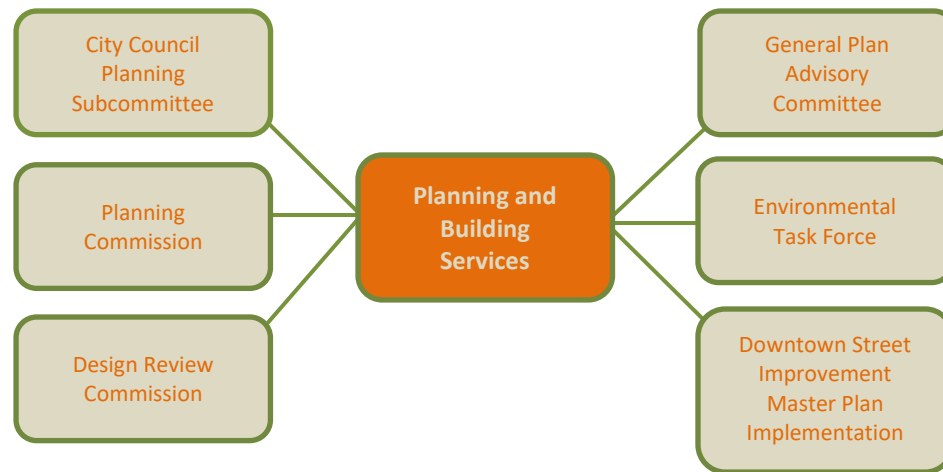 City Council
Planning
Subcommittee
Planning
Commission
Design Review
Commission
Planning and
Building
Services
General Plan
Advisory
Committee
Environmental
Task Force
Downtown Street
Improvement
Master Plan
Implementation